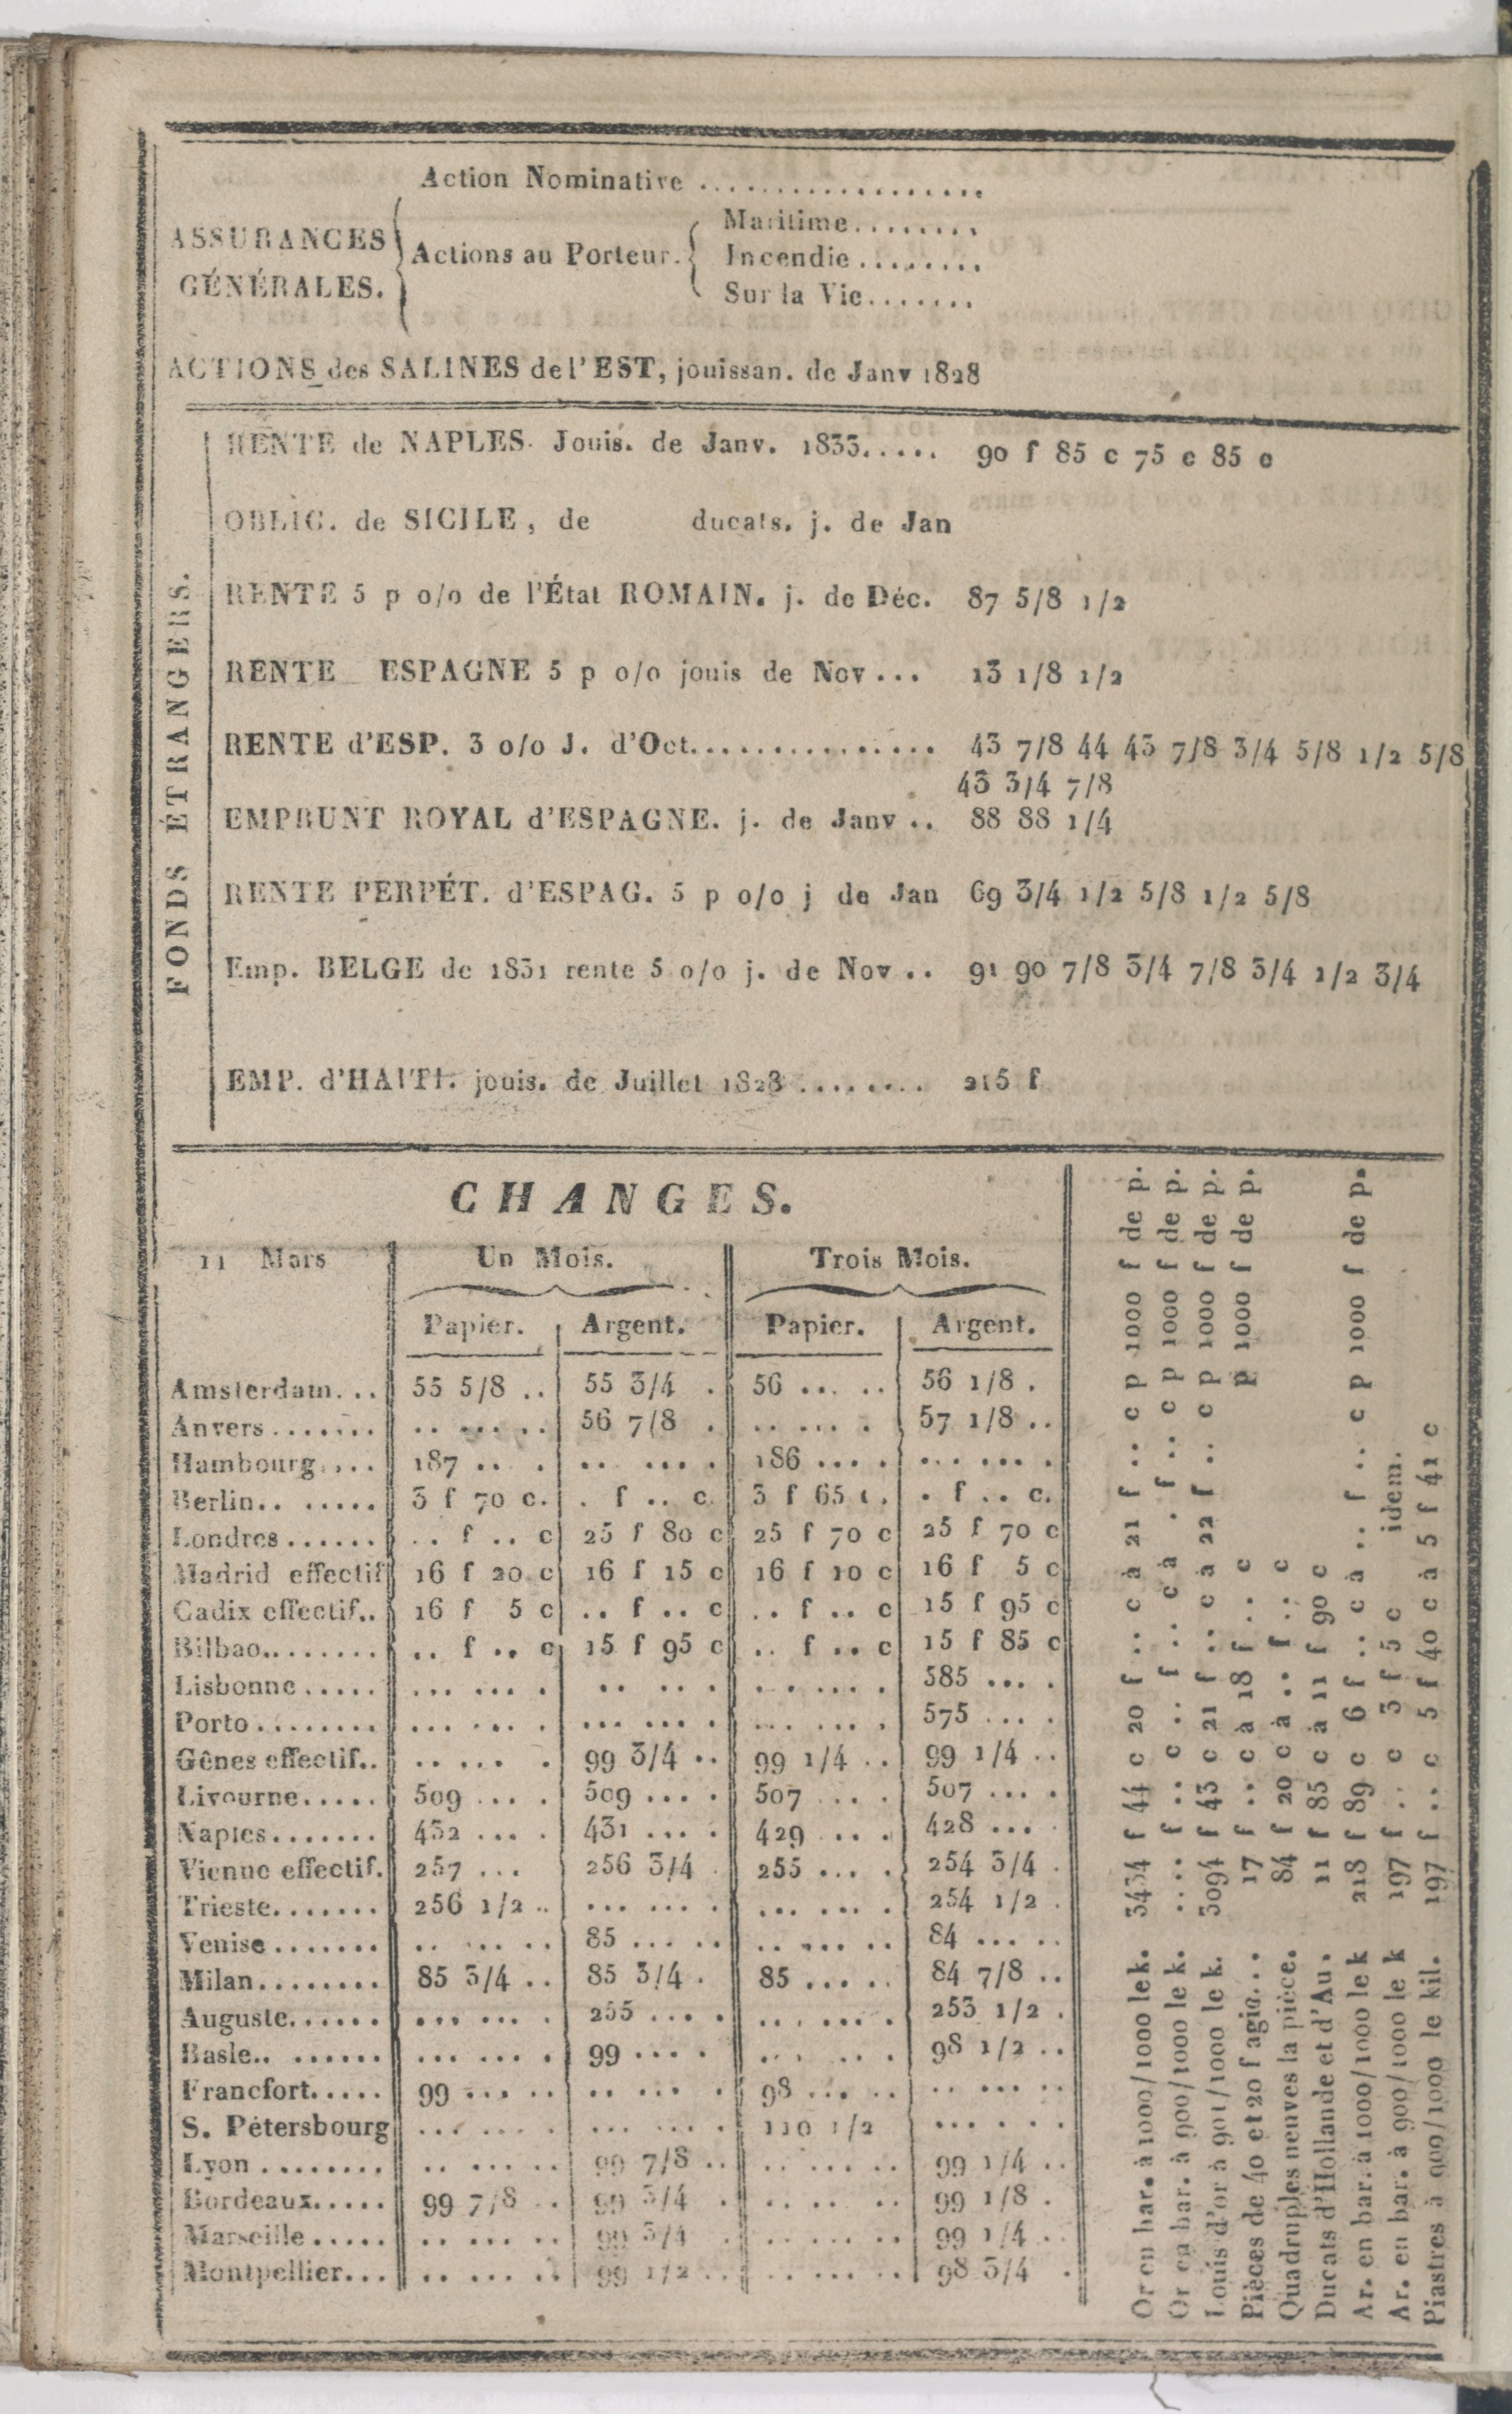 Action Nominative ..................
ASSURANCES GÉNÉRALES.
Actions au Porteur.
Maritime........
Incendie ........
Sur la Vie.......
ACTIONS des SALINES de l'EST, jouissan. de Janv 1828
FONDS ÉTRANGERS.
RENTE de NAPLES. Jouis. de Janv. 1833..... 90 f 85 c 75 c 85 c
OBLIG. de SICILE, de ducats. j. de Jan
RENTE 5 p o/o de l'État ROMAIN. j. de Déc. 87 5/8 1/2
RENTE ESPAGNE 5 p o/o jouis de Nov ... 13 1/8 1/2
RENTE d'ESP. 3 o/o J. d'Oct................ 43 7/8 44 43 7/8 3/4 5/8 1/2 5/8
43 3/4 7/8
EMPRUNT ROYAL d'ESPAGNE. j. de Janv .. 88 88 1/4
RENTE PERPÉT. d'ESPAG. 5 p o/o j de Jan 69 3/4 1/2 5/8 1/2 5/8
Emp. BELGE de 1831 rente 5 o/o j. de Nov .. 91 90 7/8 3/4 7/8 3/4 1/2 3/4
EMP. d'HAITI. jouis. de Juillet 1828 ........ 215 f
CHANGES.
11 Mars Un Mois. Trois Mois.
Papier. Argent. Papier. Argent.
Amsterdam... 55 5/8 .. 55 3/4 . 56 ... .. 56 1/8 .
Anvers ....... .. ... .. 56 7/8 . .. ... . 57 1/8 ..
Hambourg.... 187 .. . .. ... . 186 ... . ... ... .
Berlin.. ..... 3 f 70 c. . f .. c. 3 f 65 c. . f .. c.
Londres ...... .. f .. c 25 f 80 c 25 f 70 c 25 f 70 c
Madrid effectif 16 f 20 c 16 f 15 c 16 f 10 c 16 f 5 c
Cadix effectif.. 16 f 5 c .. f .. c .. f .. c 15 f 95 c
Bilbao......... .. f .. c 15 f 95 c .. f .. c 15 f 85 c
Lisbonne ..... ... ... . .. ... . . ... . 585 ... .
Porto ........ ... ... . ... ... . ... ... . 575 ... .
Gênes effectif.. .. ... . 99 3/4 .. 99 1/4 .. 99 1/4 ..
Livourne..... 509 ... . 509 ... . 507 ... . 507 ... .
Naples....... 432 ... . 431 ... . 429 ... . 428 ... .
Vienne effectif. 257 ... 256 3/4 . 255 ... . 254 3/4 .
Trieste....... 256 1/2 .. ... ... . ... ... . 254 1/2 .
Venise ....... .. ... .. 85 ... .. .. ... .. 84 ... ..
Milan........ 85 3/4 .. 85 3/4 . 85 ... .. 84 7/8 ..
Auguste...... ... ... . 255 ... . .. ... . 253 1/2 .
Basle.. ...... ... ... . 99 ... . . ... . 98 1/2 ..
Francfort..... 99 ... .. .. ... . 98 ... .. .. ... ..
S. Pétersbourg ... ... . ... ... . 110 1/2 ... . .
Lyon ........ .. ... .. 99 7/8 .. .. ... .. 99 1/4 ..
Bordeaux..... 99 7/8 .. 99 3/4 . .. .. .. 99 1/8 .
Marseille ..... .. ... .. 99 3/4 . .. ... .. 99 1/4 ..
Montpellier... .. ... .. 99 1/2 .. .. ... .. 98 3/4 .
Or en bar. à 1000/1000 le k. 3434 f 44 c 20 f .. c à 21 f .. c p 1000 f de p.
Or en bar. à 900/1000 le k. .... f .. c .. f .. c à . f .. c p 1000 f de p.
Louis d'or à 901/1000 le k. 3094 f 43 c 21 f .. c à 22 f .. c p 1000 f de p.
Pièces de 40 et 20 f agio... 17 f .. c à 18 f .. c p 1000 f de p.
Quadruples neuves la pièce. 84 f 20 c à .. f .. c
Ducats d'Hollande et d'Au. 11 f 85 c à 11 f 90 c
Ar. en bar. à 1000/1000 le k 218 f 89 c 6 f .. c à .. f .. c p 1000 f de p.
Ar. en bar. à 900/1000 le k 197 f .. c 3 f 5 c idem.
Piastres à 900/1000 le kil. 197 f .. c 5 f 40 c à 5 f 41 c